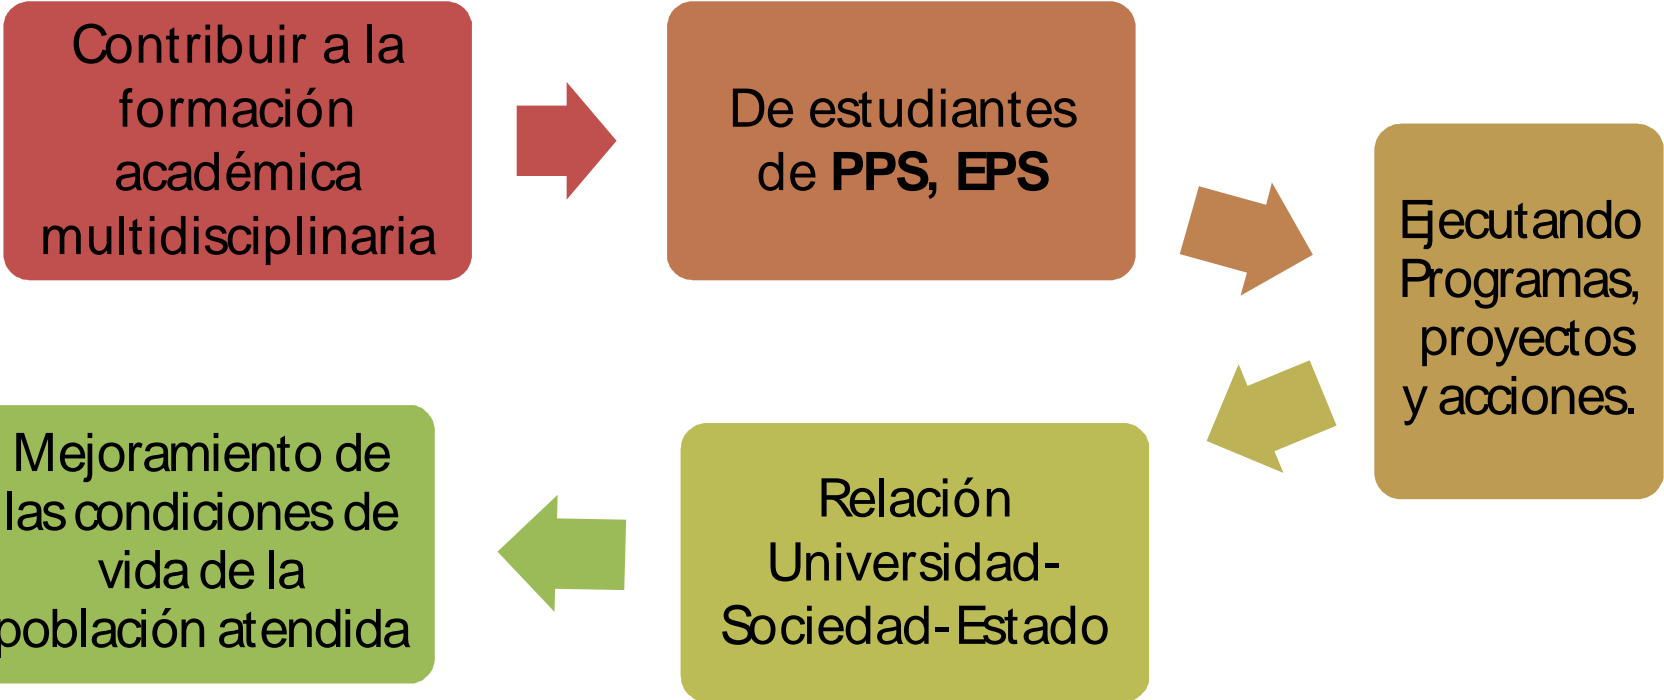 Contribuir a la
formación
académica
multidisciplinaria
De estudiantes
de PPS, EPS
Ejecutando
Programas,
proyectos
y acciones.
Relación
Universidad-
Sociedad-Estado
Mejoramiento de
las condiciones de
vida de la
población atendida